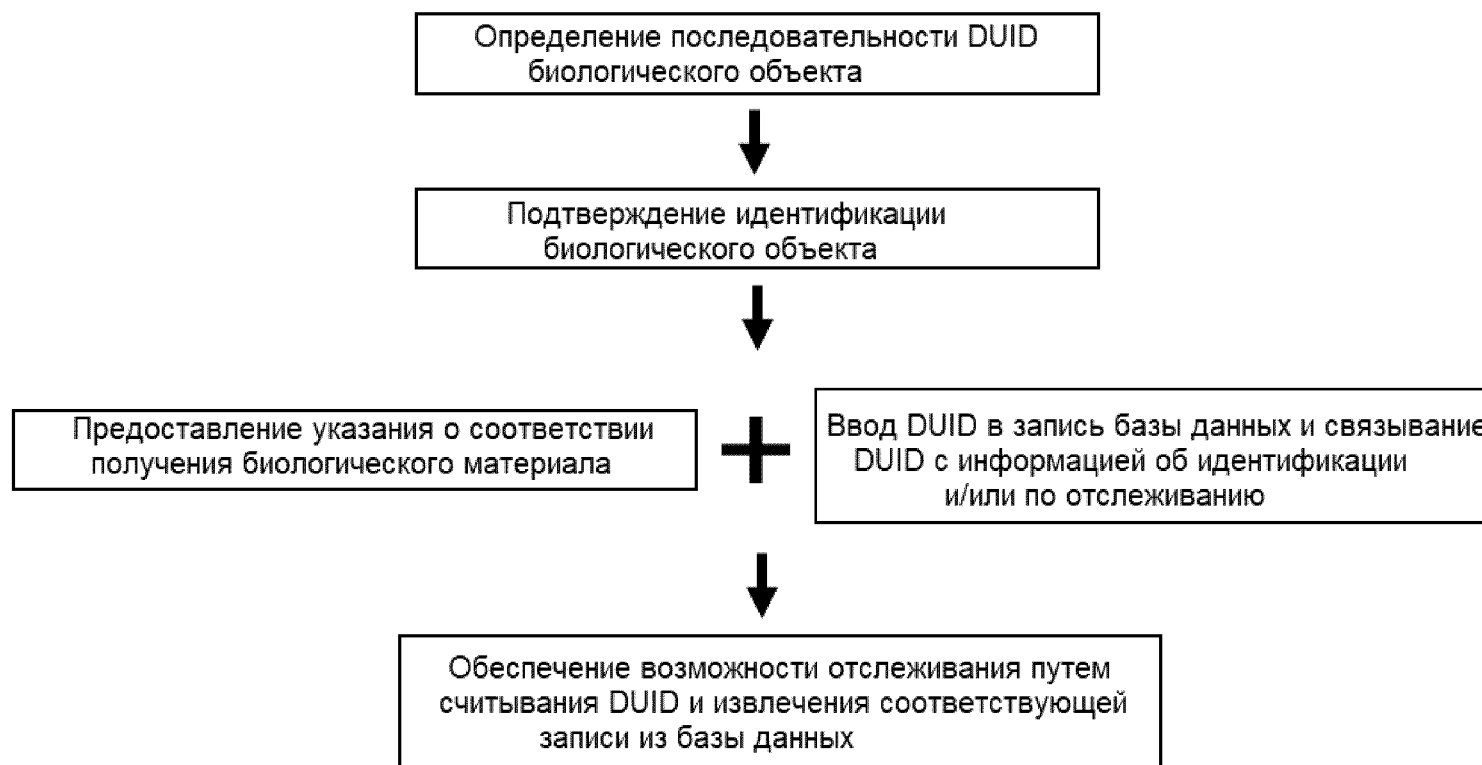 Определение последовательности DUID
биологического объекта
Подтверждение идентификации
биологического объекта
Предоставление указания о соответствии
получения биологического материала
Ввод DUID в запись базы данных и связывание
DUID с информацией об идентификации
и/или по отслеживанию
Обеспечение возможности отслеживания путем
считывания DUID и извлечения соответствующей
записи из базы данных